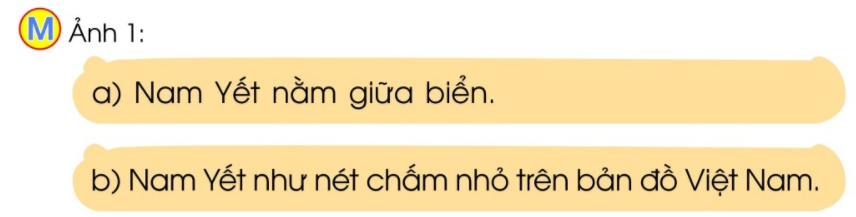 M Ảnh 1:
a) Nam Yết nằm giữa biển.
b) Nam Yết như nét chấm nhỏ trên bản đồ Việt Nam.